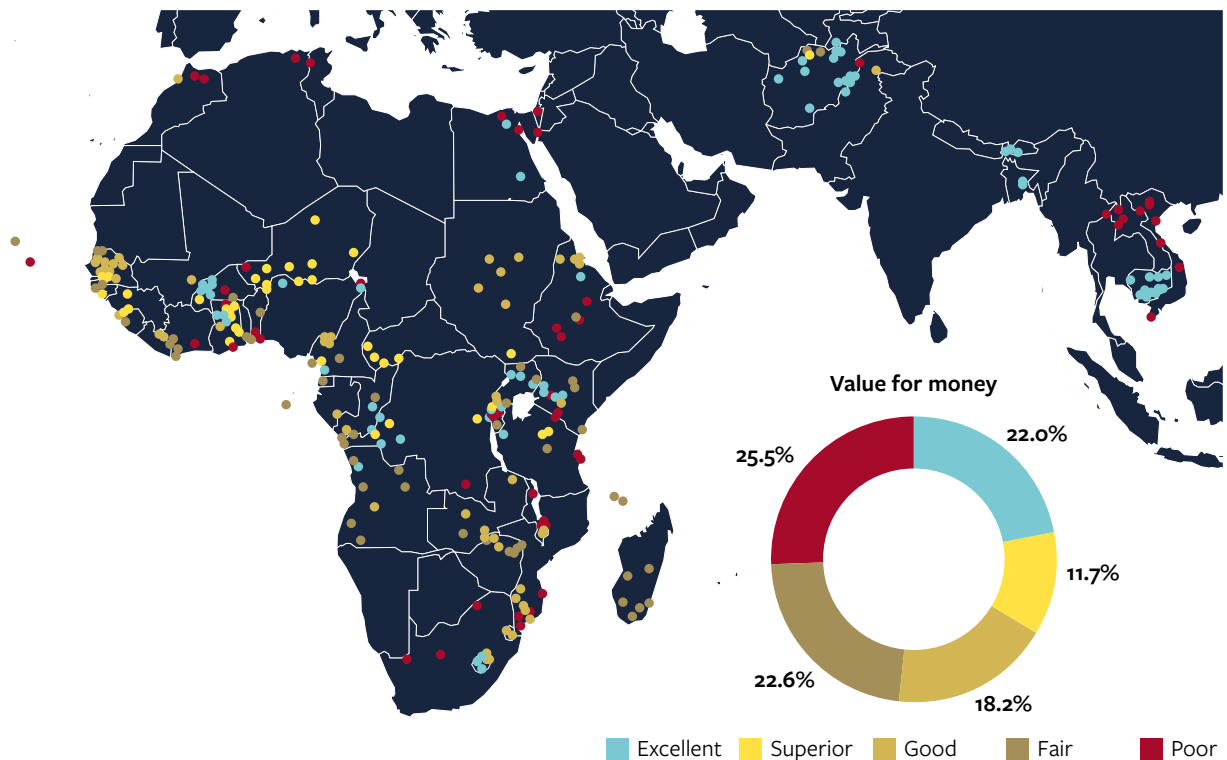 Value for money
22.0%
25.5%
11.7%
22.6%
18.2%
Excellent Superior Good Fair Poor